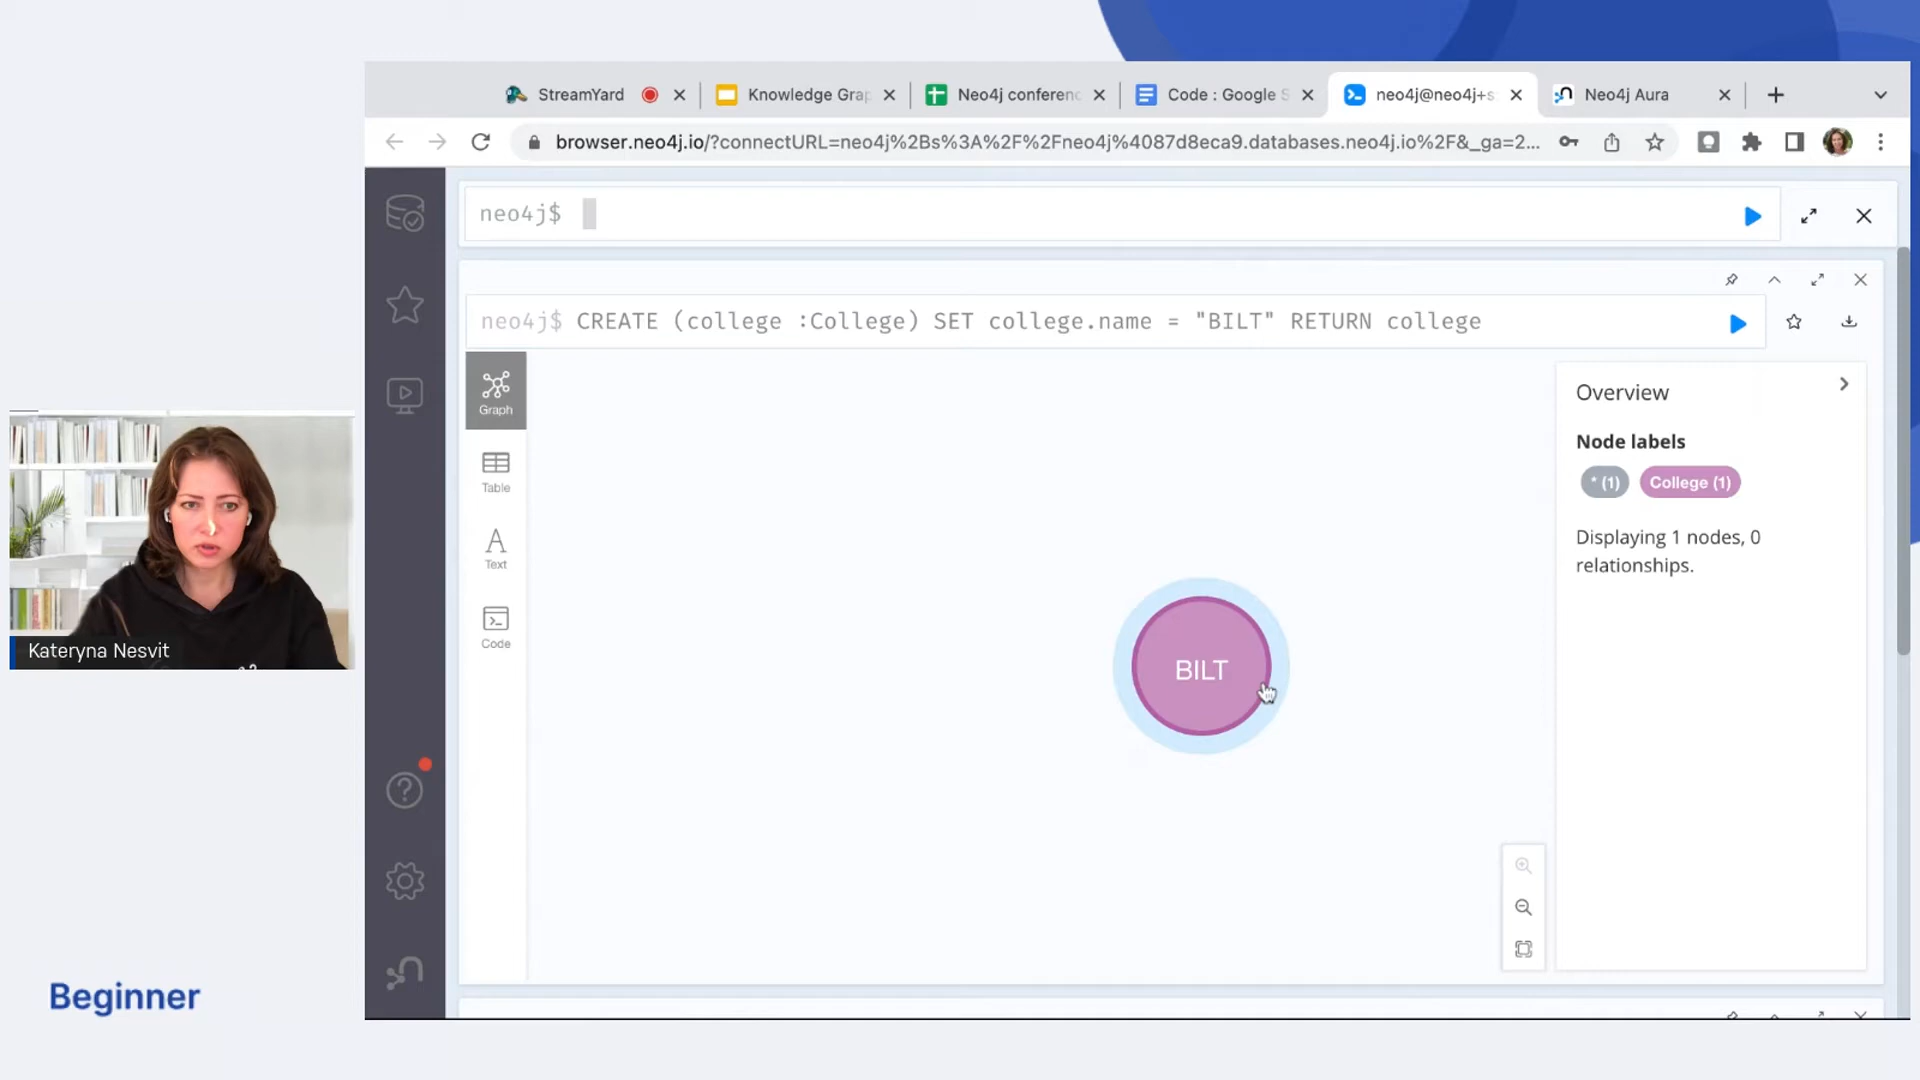 StreamYard
Knowledge Grap
Neo4j conferenc
Code : Google S
neo4j@neo4j+s
Neo4j Aura
browser.neo4j.io/?connectURL=neo4j%2Bs%3A%2F%2Fneo4j%4087d8eca9.databases.neo4j.io%2F&_ga=2...
neo4j$
neo4j$ CREATE (college :College) SET college.name = "BILT" RETURN college
Graph
Table
Text
Code
BILT
Overview
Node labels
* (1) College (1)
Displaying 1 nodes, 0
relationships.
Kateryna Nesvit
Beginner